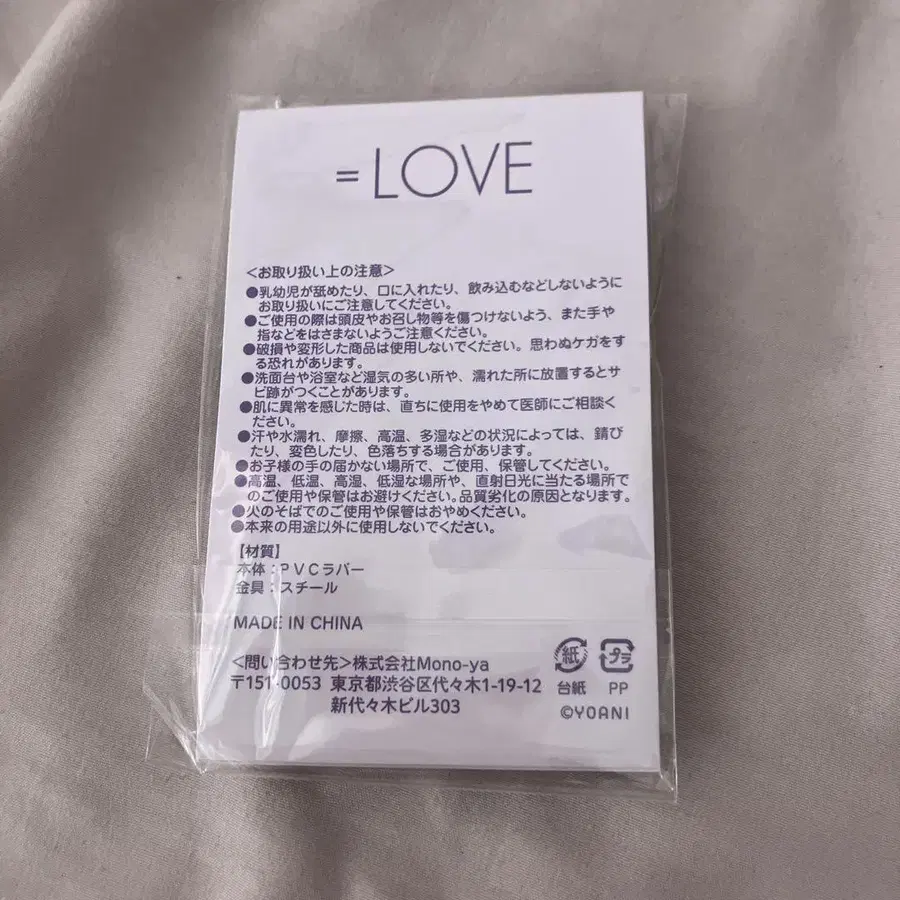 =LOVE
<お取り扱い上の注意>
●乳幼児が舐めたり、口に入れたり、飲み込むなどしないように
お取り扱いにご注意してください。
●ご使用の際は頭皮やお召し物等を傷つけないよう、また手や
指などをはさまないようご注意ください。
●破損や変形した商品は使用しないでください。思わぬケガをす
る恐れがあります。
●洗面台や浴室など湿気の多い所や、濡れた所に放置するとサ
ビ跡がつくことがあります。
●肌に異常を感じた時は、直ちに使用をやめて医師にご相談く
ださい。
●汗や水濡れ、摩擦、高温、多湿などの状況によっては、錆び
たり、変色したり、色落ちする場合があります。
●お子様の手の届かない場所で、ご使用、保管してください。
●高温、低温、高湿、低湿な場所や、直射日光に当たる場所で
のご使用や保管はお避けください。品質劣化の原因となります。
●火のそばでのご使用や保管はおやめください。
●本来の用途以外に使用しないでください。
【材質】
本体：PVCラバー
金具：スチール
MADE IN CHINA
<問い合わせ先>株式会社Mono-ya
〒151-0053 東京都渋谷区代々木1-19-12
新代々木ビル303
紙 プラ
台紙 PP
©YOANI